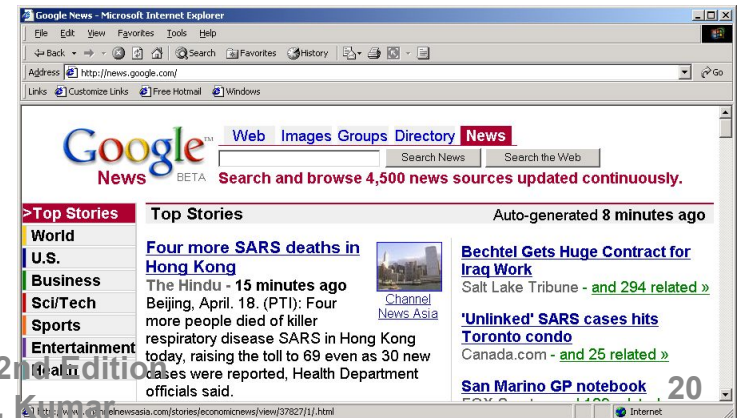 Google News - Microsoft Internet Explorer
File Edit View Favorites Tools Help
Back Search Favorites History
Address http://news.google.com/ Go
Links Customize Links Free Hotmail Windows
Google™ News BETA
Web Images Groups Directory News
Search News Search the Web
Search and browse 4,500 news sources updated continuously.
>Top Stories
World
U.S.
Business
Sci/Tech
Sports
Entertainment
Health
Top Stories Auto-generated 8 minutes ago
Four more SARS deaths in
Hong Kong
The Hindu - 15 minutes ago
Beijing, April. 18. (PTI): Four
more people died of killer
respiratory disease SARS in Hong Kong
today, raising the toll to 69 even as 30 new
cases were reported, Health Department
officials said.
Channel
News Asia
Bechtel Gets Huge Contract for
Iraq Work
Salt Lake Tribune - and 294 related »
'Unlinked' SARS cases hits
Toronto condo
Canada.com - and 25 related »
San Marino GP notebook
2nd Edition
Kumar
20
Internet